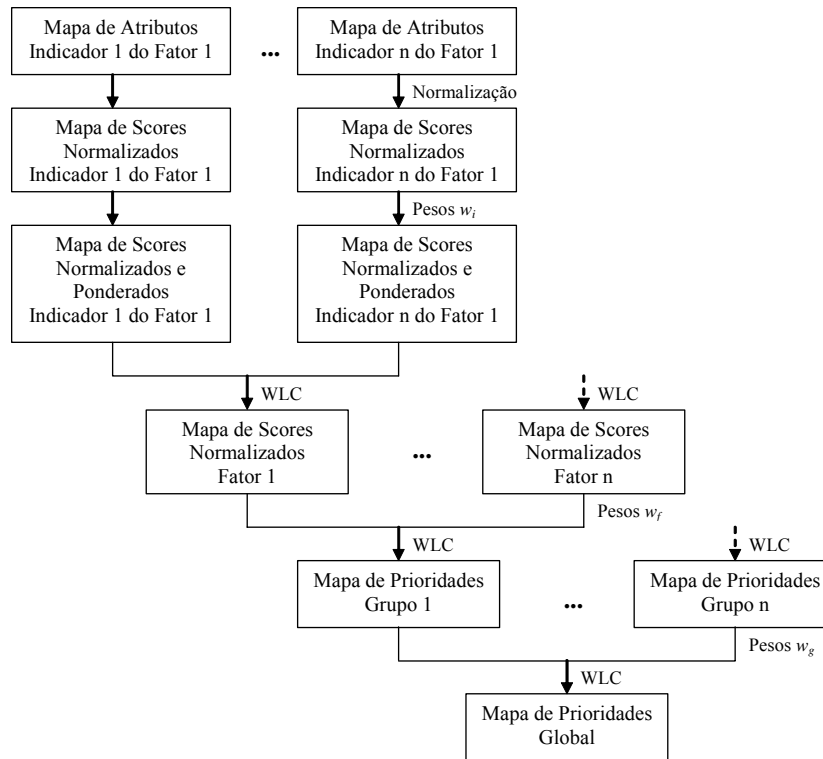 Mapa de Atributos
Indicador 1 do Fator 1
...
Mapa de Atributos
Indicador n do Fator 1
Normalização
Mapa de Scores
Normalizados
Indicador 1 do Fator 1
Mapa de Scores
Normalizados
Indicador n do Fator 1
Pesos wi
Mapa de Scores
Normalizados e
Ponderados
Indicador 1 do Fator 1
Mapa de Scores
Normalizados e
Ponderados
Indicador n do Fator 1
WLC
WLC
Mapa de Scores
Normalizados
Fator 1
...
Mapa de Scores
Normalizados
Fator n
Pesos wf
WLC
WLC
Mapa de Prioridades
Grupo 1
...
Mapa de Prioridades
Grupo n
Pesos wg
WLC
Mapa de Prioridades
Global